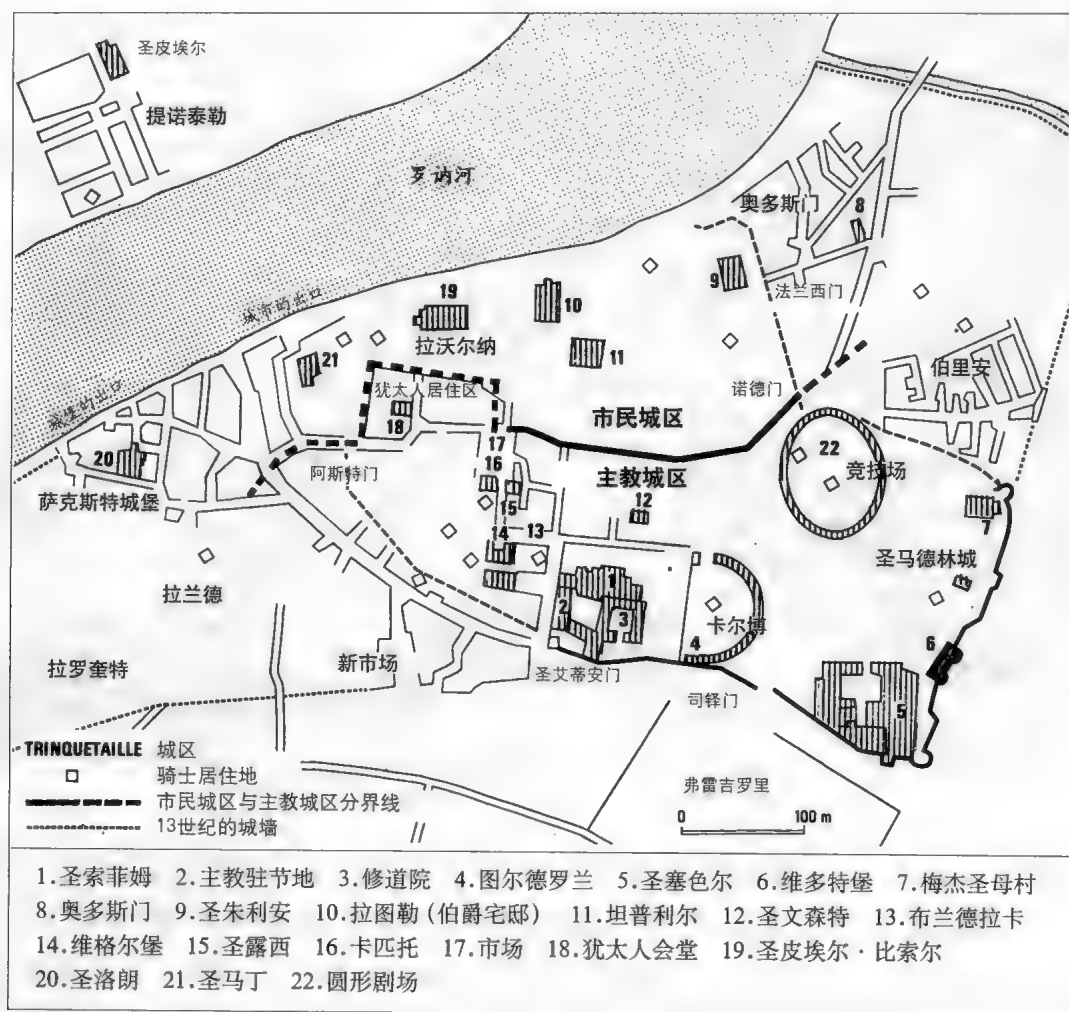 圣皮埃尔
提诺泰勒
罗讷河
奥多斯门
8
9
法兰西门
城市的出口
19
10
拉沃尔纳
11
21
伯里安
城堡的出口
犹太人居住区
诺德门
18
市民城区
17
22
竞技场
20
阿斯特门
16
主教城区
萨克斯特城堡
15
12
7
14
13
圣马德林城
拉兰德
1
2
3
卡尔博
4
6
拉罗奎特
新市场
圣艾蒂安门
司铎门
5
TRINQUETAILLE 城区
骑士居住地
弗雷吉罗里
市民城区与主教城区分界线
0 100 m
13世纪的城墙
1.圣索菲姆 2.主教驻节地 3.修道院 4.图尔德罗兰 5.圣塞色尔 6.维多特堡 7.梅杰圣母村
8.奥多斯门 9.圣朱利安 10.拉图勒（伯爵宅邸） 11.坦普利尔 12.圣文森特 13.布兰德拉卡
14.维格尔堡 15.圣露西 16.卡匹托 17.市场 18.犹太人会堂 19.圣皮埃尔·比索尔
20.圣洛朗 21.圣马丁 22.圆形剧场